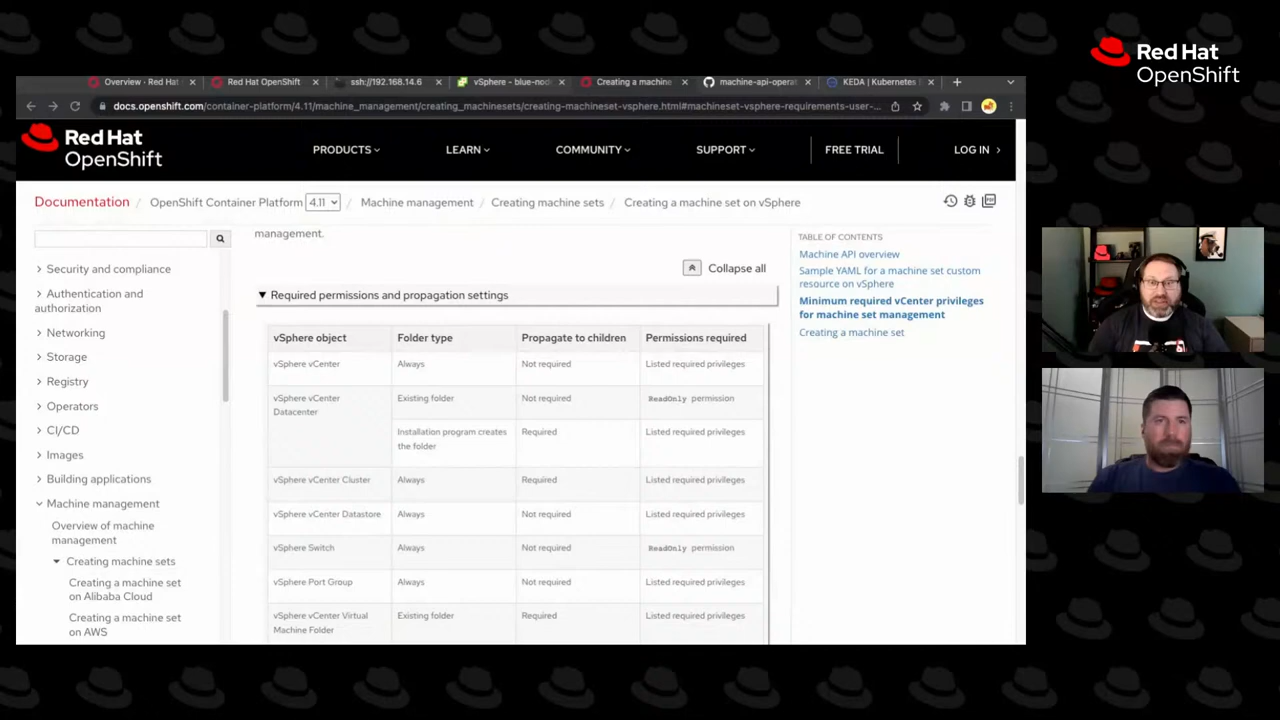 Red Hat
OpenShift
Overview · Red Hat
Red Hat OpenShift
ssh://192.168.14.6
vSphere - blue-nod
Creating a machine
machine-api-operat
KEDA | Kubernetes
docs.openshift.com/container-platform/4.11/machine_management/creating_machinesets/creating-machineset-vsphere.html#machineset-vsphere-requirements-user-...
Red Hat
OpenShift
PRODUCTS
LEARN
COMMUNITY
SUPPORT
FREE TRIAL
LOG IN
Documentation / OpenShift Container Platform 4.11 / Machine management / Creating machine sets / Creating a machine set on vSphere
Security and compliance
Authentication and
authorization
Networking
Storage
Registry
Operators
CI/CD
Images
Building applications
Machine management
Overview of machine
management
Creating machine sets
Creating a machine set
on Alibaba Cloud
Creating a machine set
on AWS
management.
Collapse all
Required permissions and propagation settings
vSphere object Folder type Propagate to children Permissions required
vSphere vCenter Always Not required Listed required privileges
vSphere vCenter Existing folder Not required ReadOnly permission
Datacenter
Installation program creates Required Listed required privileges
the folder
vSphere vCenter Cluster Always Required Listed required privileges
vSphere vCenter Datastore Always Not required Listed required privileges
vSphere Switch Always Not required ReadOnly permission
vSphere Port Group Always Not required Listed required privileges
vSphere vCenter Virtual Existing folder Required Listed required privileges
Machine Folder
TABLE OF CONTENTS
Machine API overview
Sample YAML for a machine set custom
resource on vSphere
Minimum required vCenter privileges
for machine set management
Creating a machine set